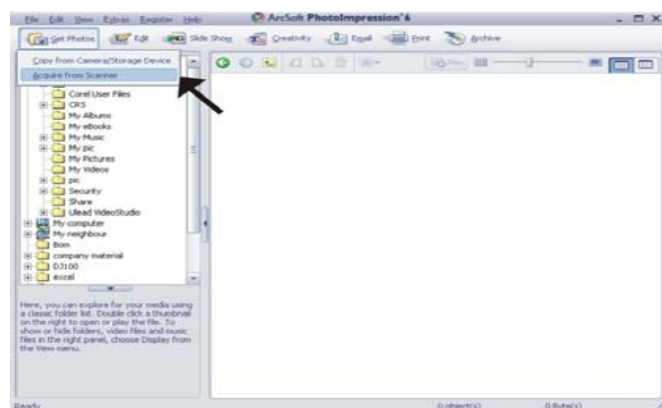 File Edit View Extras Register Help
ArcSoft PhotoImpression 6
Get Photos Edit Slide Show Creativity Email Print Archive
Copy from Camera/Storage Device
Acquire from Scanner
Corel User Files
CRS
My Albums
My eBooks
My Music
My pic
My Pictures
My Videos
pic
Security
Share
Ulead VideoStudio
My computer
My neighbour
Bom
company material
DJ100
excel
Here, you can explore for your media using
a classic folder list. Double click a thumbnail
on the right to open or play the file. To
show or hide folders, video files and music
files in the right panel, choose Display from
the View menu.
Ready
0 object(s) 0 Byte(s)